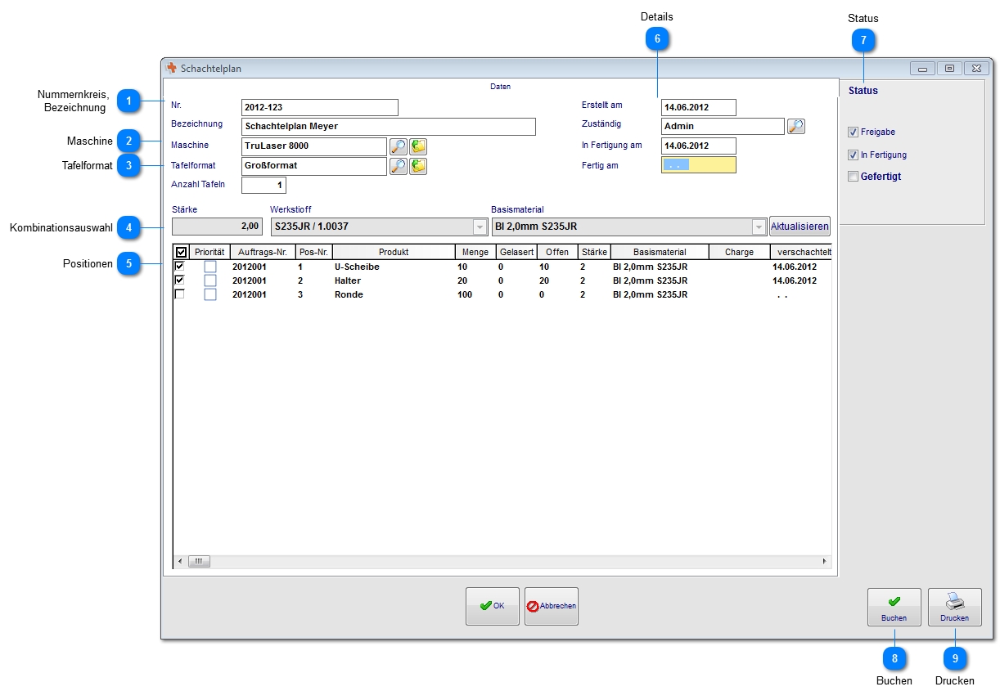 Details
Status
6
7
Schachtelplan
Nummernkreis,
Bezeichnung
1
Maschine
2
Tafelformat
3
Kombinationsauswahl
4
Positionen
5
Daten
Nr. 2012-123 Erstellt am 14.06.2012
Bezeichnung Schachtelplan Meyer Zuständig Admin
Maschine TruLaser 8000 In Fertigung am 14.06.2012
Tafelformat Großformat Fertig am . .
Anzahl Tafeln 1
Status
Freigabe
In Fertigung
Gefertigt
Stärke Werkstioff Basismaterial
2,00 S235JR / 1.0037 Bl 2,0mm S235JR Aktualisieren
Priorität Auftrags-Nr. Pos-Nr. Produkt Menge Gelasert Offen Stärke Basismaterial Charge verschachtelt
2012001 1 U-Scheibe 10 0 10 2 Bl 2,0mm S235JR 14.06.2012
2012001 2 Halter 20 0 20 2 Bl 2,0mm S235JR 14.06.2012
2012001 3 Ronde 100 0 0 2 Bl 2,0mm S235JR . .
OK Abbrechen Buchen Drucken
8 9
Buchen Drucken